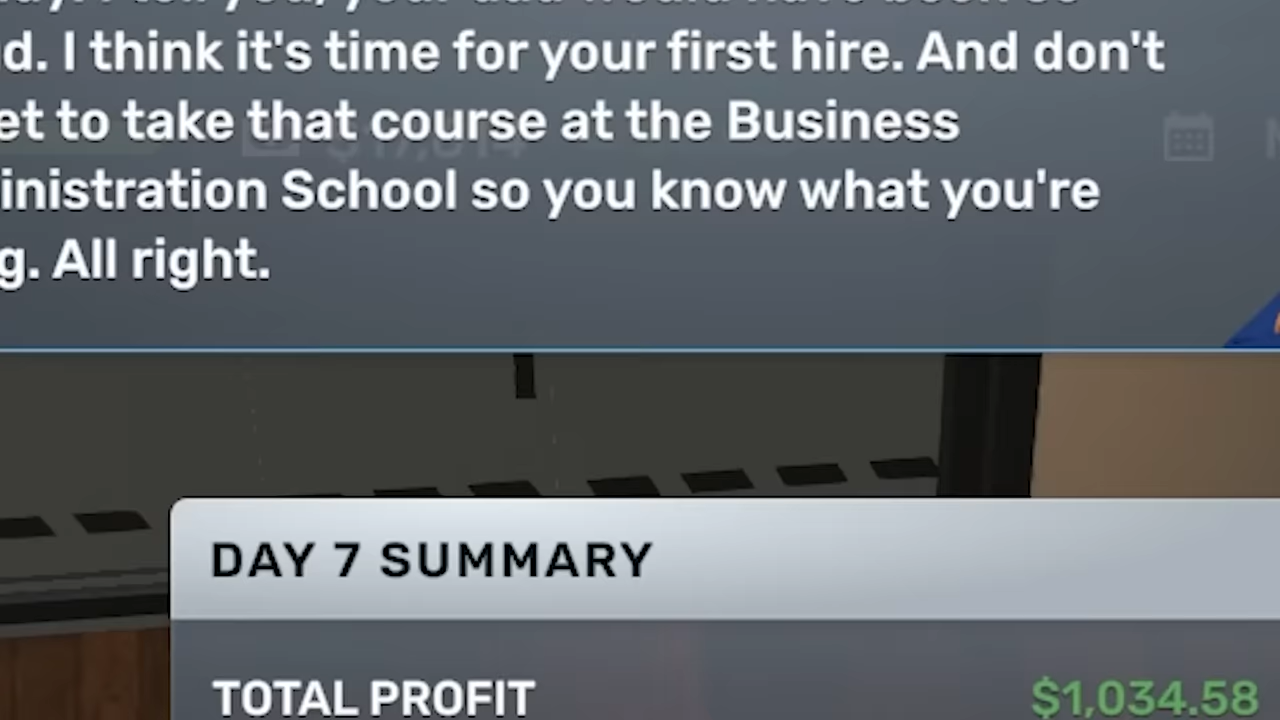 d. I think it's time for your first hire. And don't
et to take that course at the Business
inistration School so you know what you're
g. All right.
DAY 7 SUMMARY
TOTAL PROFIT $1,034.58